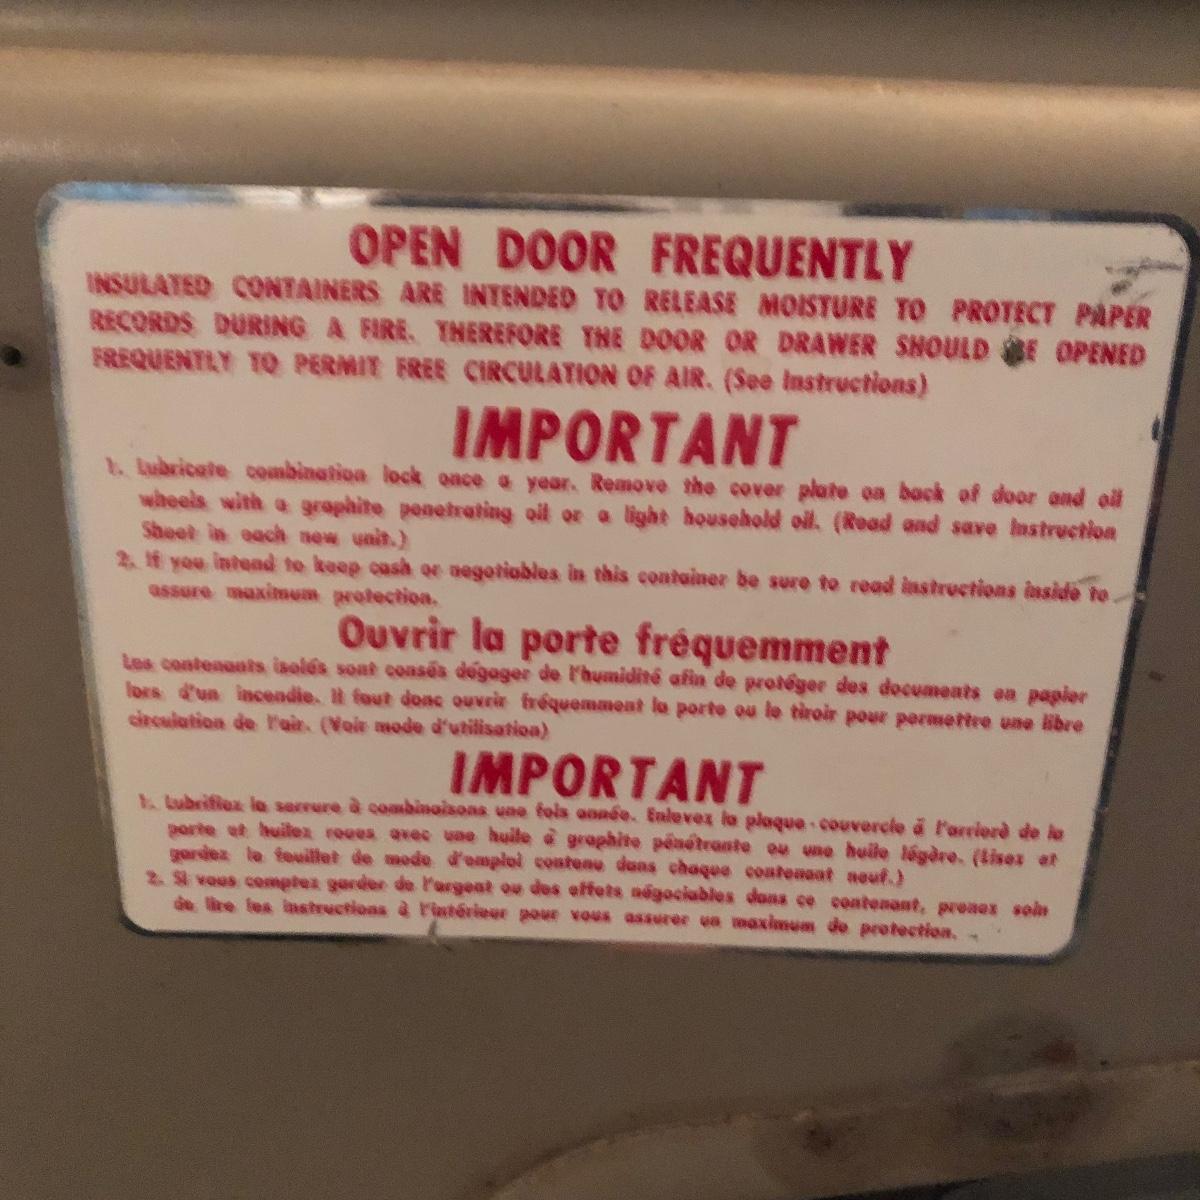 OPEN DOOR FREQUENTLY
INSULATED CONTAINERS ARE INTENDED TO RELEASE MOISTURE TO PROTECT PAPER
RECORDS DURING A FIRE. THEREFORE THE DOOR OR DRAWER SHOULD BE OPENED
FREQUENTLY TO PERMIT FREE CIRCULATION OF AIR. (See Instructions)
IMPORTANT
1. Lubricate combination lock once a year. Remove the cover plate on back of door and oil
wheels with a graphite penetrating oil or a light household oil. (Read and save Instruction
Sheet in each new unit.)
2. If you intend to keep cash or negotiables in this container be sure to read instructions inside to
assure maximum protection.
Ouvrir la porte fréquemment
Les contenants isolés sont consés dégager de l'humidité afin de protéger des documents en papier
lors d'un incendie. Il faut donc ouvrir fréquemment la porte ou le tiroir pour permettre une libre
circulation de l'air. (Voir mode d'utilisation)
IMPORTANT
1. Lubrifiez la serrure à combinaisons une fois année. Enlevez la plaque-couvercle à l'arrierè de la
porte et huilez roues avec une huile à graphite pénétrante ou une huile légère. (Lisez et
gardez le feuillet de mode d'emploi contenu dans chaque contenant neuf.)
2. Si vous comptez garder de l'argent ou des effets négociables dans ce contenant, prenez soin
de lire les instructions à l'intérieur pour vous assurer un maximum de protection.